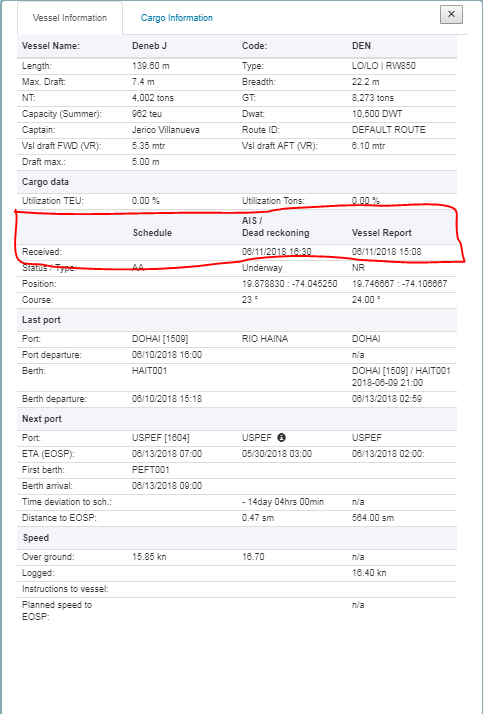 Vessel Information Cargo Information ×
Vessel Name: Deneb J Code: DEN
Length: 139.60 m Type: LO/LO | RW850
Max. Draft: 7.4 m Breadth: 22.2 m
NT: 4,002 tons GT: 8,273 tons
Capacity (Summer): 962 teu Dwat: 10,500 DWT
Captain: Jerico Villanueva Route ID: DEFAULT ROUTE
Vsl draft FWD (VR): 5.35 mtr Vsl draft AFT (VR): 6.10 mtr
Draft max.: 5.00 m
Cargo data
Utilization TEU: 0.00 % Utilization Tons: 0.00 %
AIS /
Schedule Dead reckoning Vessel Report
Received: 06/11/2018 16:30 06/11/2018 15:08
Status / Type: AA Underway NR
Position: 19.878830 : -74.045250 19.746667 : -74.106667
Course: 23 ° 24.00 °
Last port
Port: DOHAI [1509] RIO HAINA DOHAI
Port departure: 06/10/2018 16:00 n/a
Berth: HAIT001 DOHAI [1509] / HAIT001
2018-06-09 21:00
Berth departure: 06/10/2018 15:18 06/13/2018 02:59
Next port
Port: USPEF [1604] USPEF USPEF
ETA (EOSP): 06/13/2018 07:00 05/30/2018 03:00 06/13/2018 02:00:
First berth: PEFT001
Berth arrival: 06/13/2018 09:00
Time deviation to sch.: - 14day 04hrs 00min n/a
Distance to EOSP: 0.47 sm 564.00 sm
Speed
Over ground: 15.85 kn 16.70 n/a
Logged: 16.40 kn
Instructions to vessel:
Planned speed to n/a
EOSP: